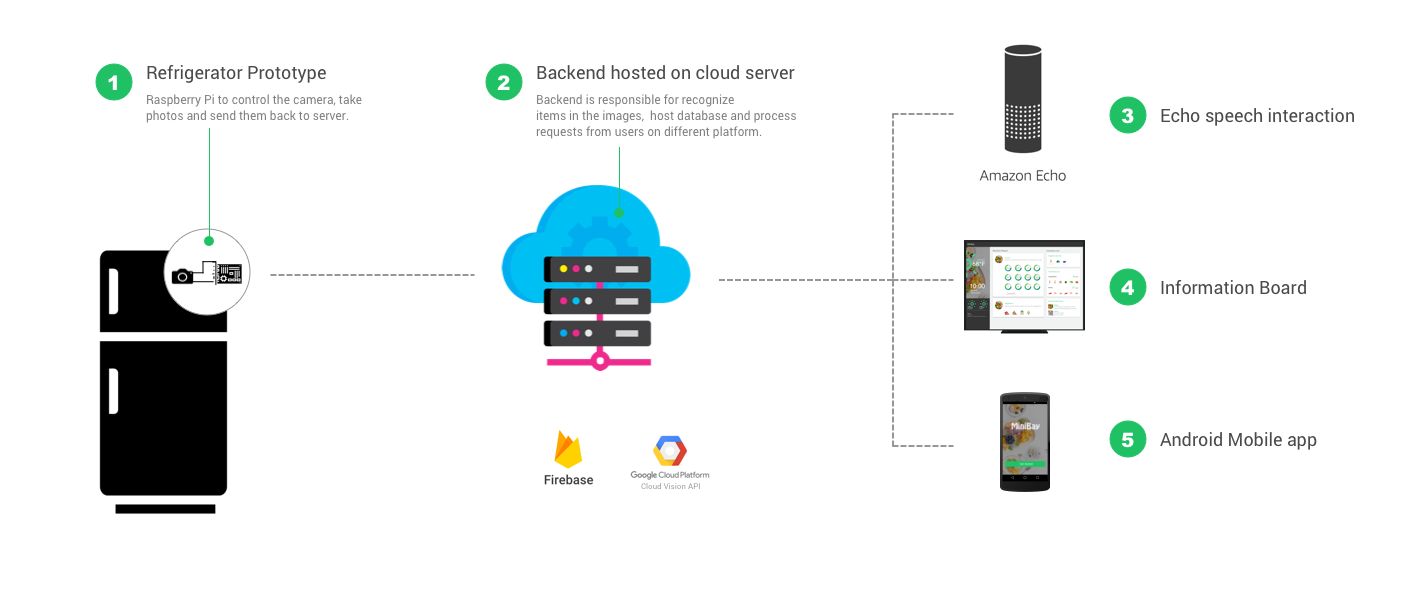 1
Refrigerator Prototype
Raspberry Pi to control the camera, take
photos and send them back to server.
2
Backend hosted on cloud server
Backend is responsible for recognize
items in the images, host database and process
requests from users on different platform.
Firebase
Google Cloud Platform
Cloud Vision API
Amazon Echo
3
Echo speech interaction
10:00
4
Information Board
MiniBay
5
Android Mobile app